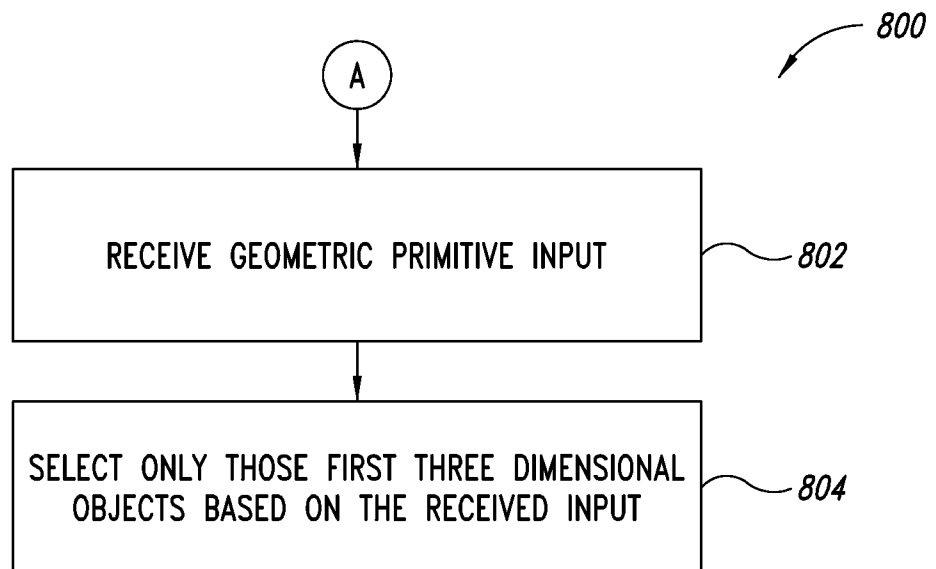 800
A
RECEIVE GEOMETRIC PRIMITIVE INPUT
802
SELECT ONLY THOSE FIRST THREE DIMENSIONAL
OBJECTS BASED ON THE RECEIVED INPUT
804